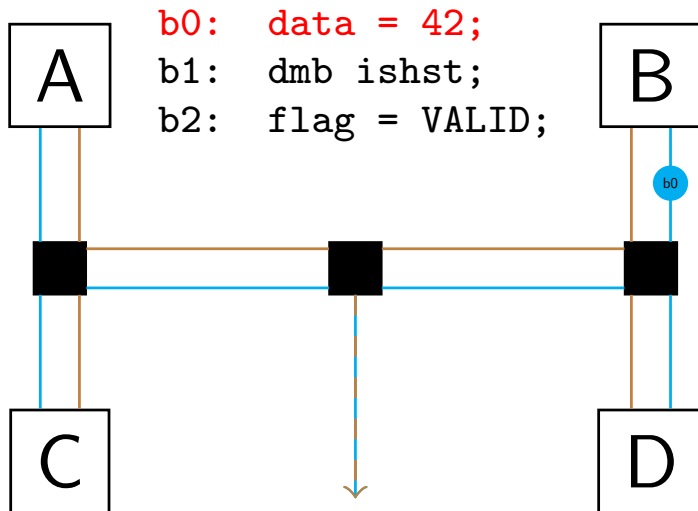 b0: data = 42;
A
b1: dmb ishst;
B
b2: flag = VALID;
b0
C
D